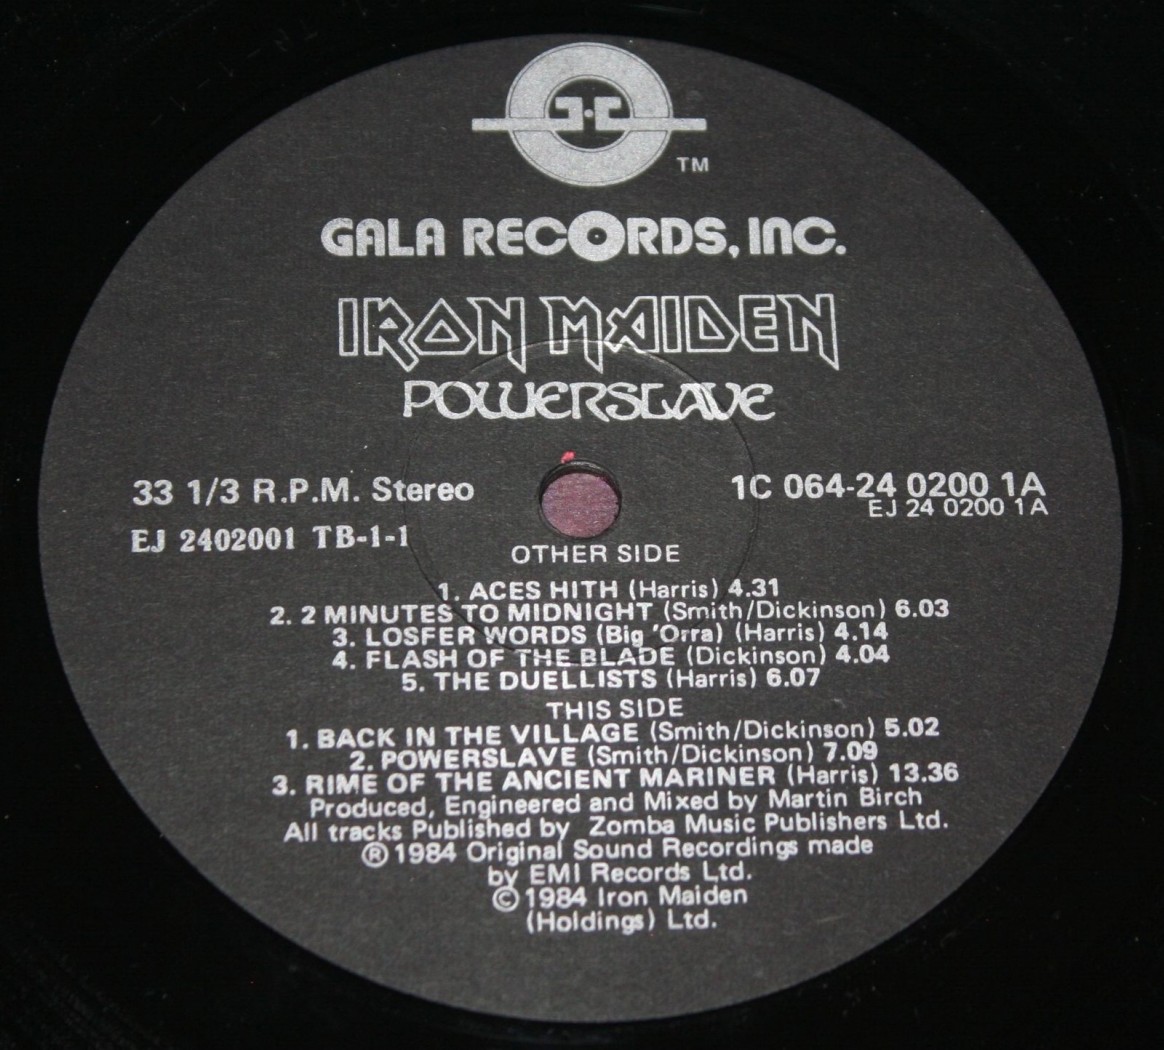 TM
GALA RECORDS, INC.
IRON MAIDEN
POWERSLAVE
33 1/3 R.P.M. Stereo
1C 064-24 0200 1A
EJ 24 0200 1A
EJ 2402001 TB-1-1
OTHER SIDE
1. ACES HITH (Harris) 4.31
2. 2 MINUTES TO MIDNIGHT (Smith/Dickinson) 6.03
3. LOSFER WORDS (Big 'Orra) (Harris) 4.14
4. FLASH OF THE BLADE (Dickinson) 4.04
5. THE DUELLISTS (Harris) 6.07
THIS SIDE
1. BACK IN THE VILLAGE (Smith/Dickinson) 5.02
2. POWERSLAVE (Smith/Dickinson) 7.09
3. RIME OF THE ANCIENT MARINER (Harris) 13.36
Produced, Engineered and Mixed by Martin Birch
All tracks Published by Zomba Music Publishers Ltd.
® 1984 Original Sound Recordings made
by EMI Records Ltd.
© 1984 Iron Maiden
(Holdings) Ltd.